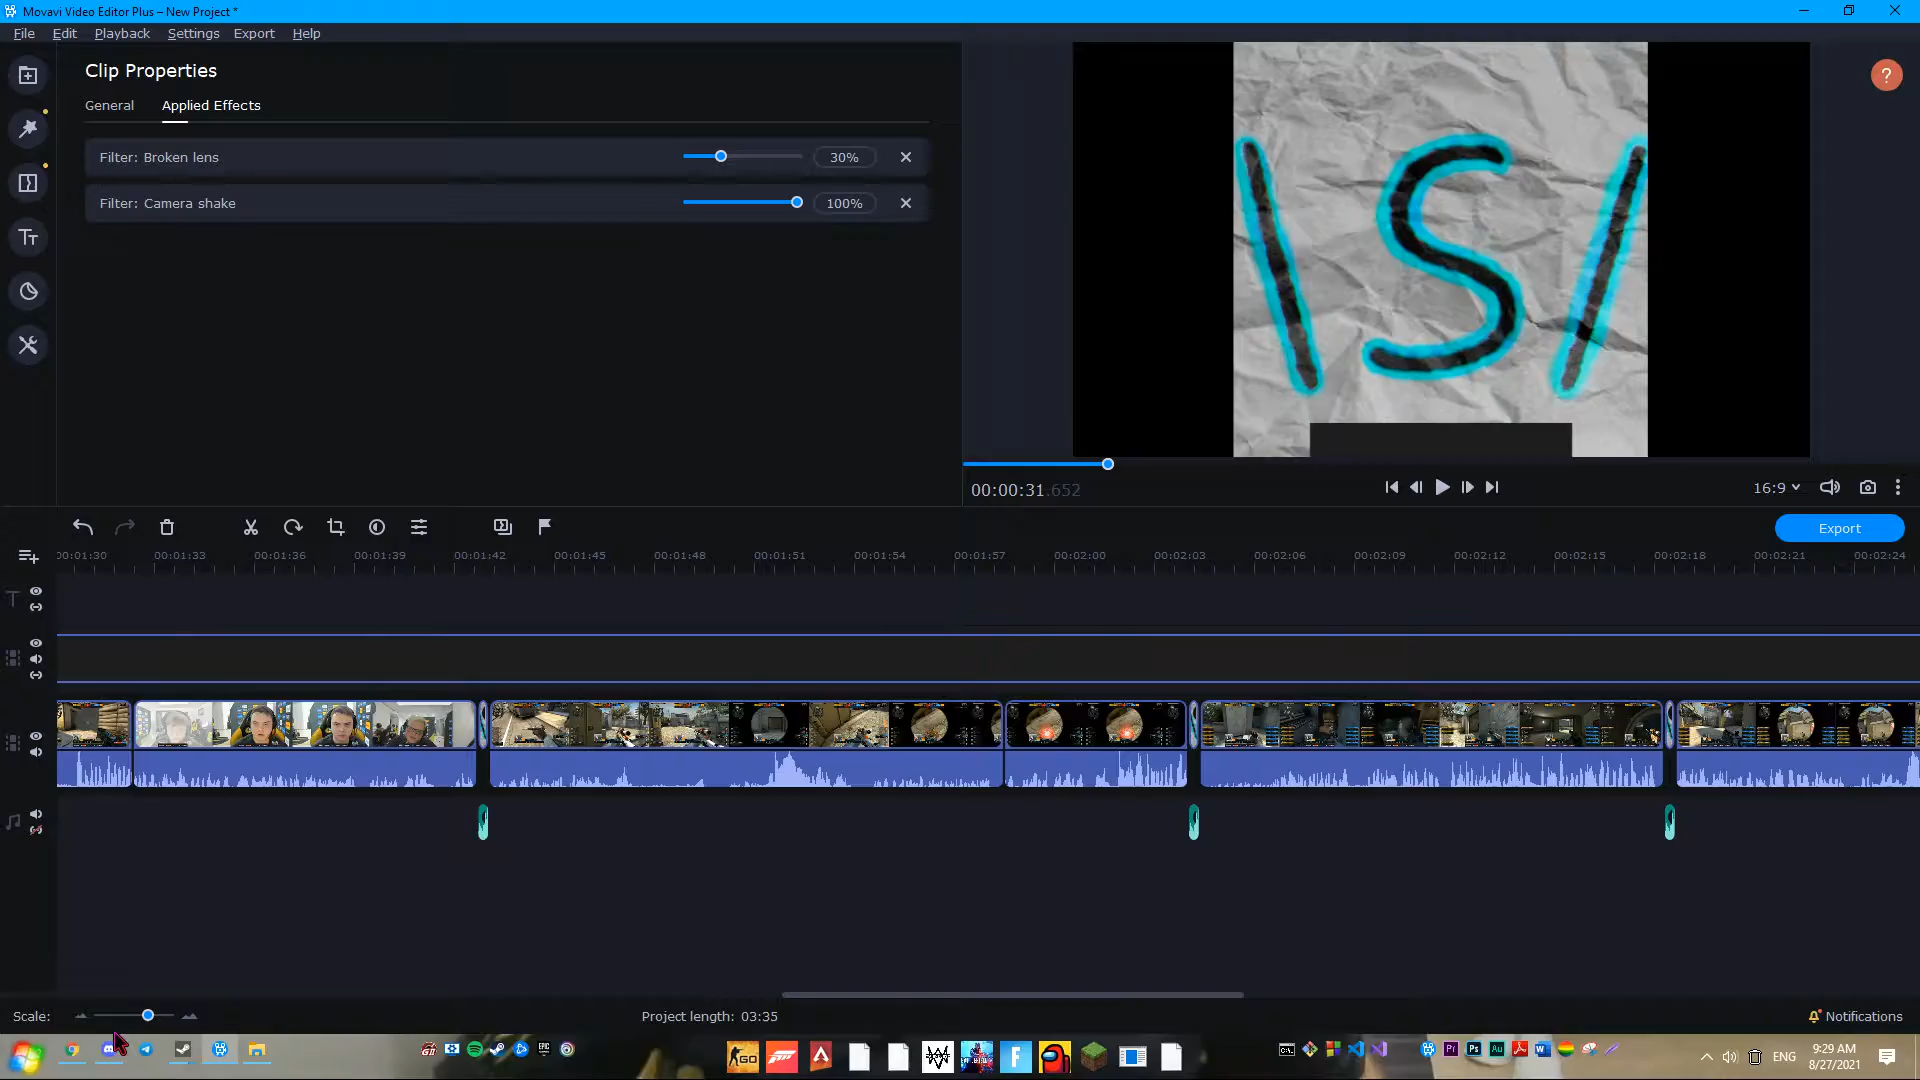 Movavi Video Editor Plus – New Project *
File Edit Playback Settings Export Help
Clip Properties
General Applied Effects
Filter: Broken lens 30%
Filter: Camera shake 100%
\S/
?
00:00:31.652
16:9
Export
00:01:30 00:01:33 00:01:36 00:01:39 00:01:42 00:01:45 00:01:48 00:01:51 00:01:54 00:01:57 00:02:00 00:02:03 00:02:06 00:02:09 00:02:12 00:02:15 00:02:18 00:02:21 00:02:24
Scale:
Project length: 03:35
Notifications
EPIC
GO
F
Pr Ps Au W
ENG
9:29 AM
8/27/2021